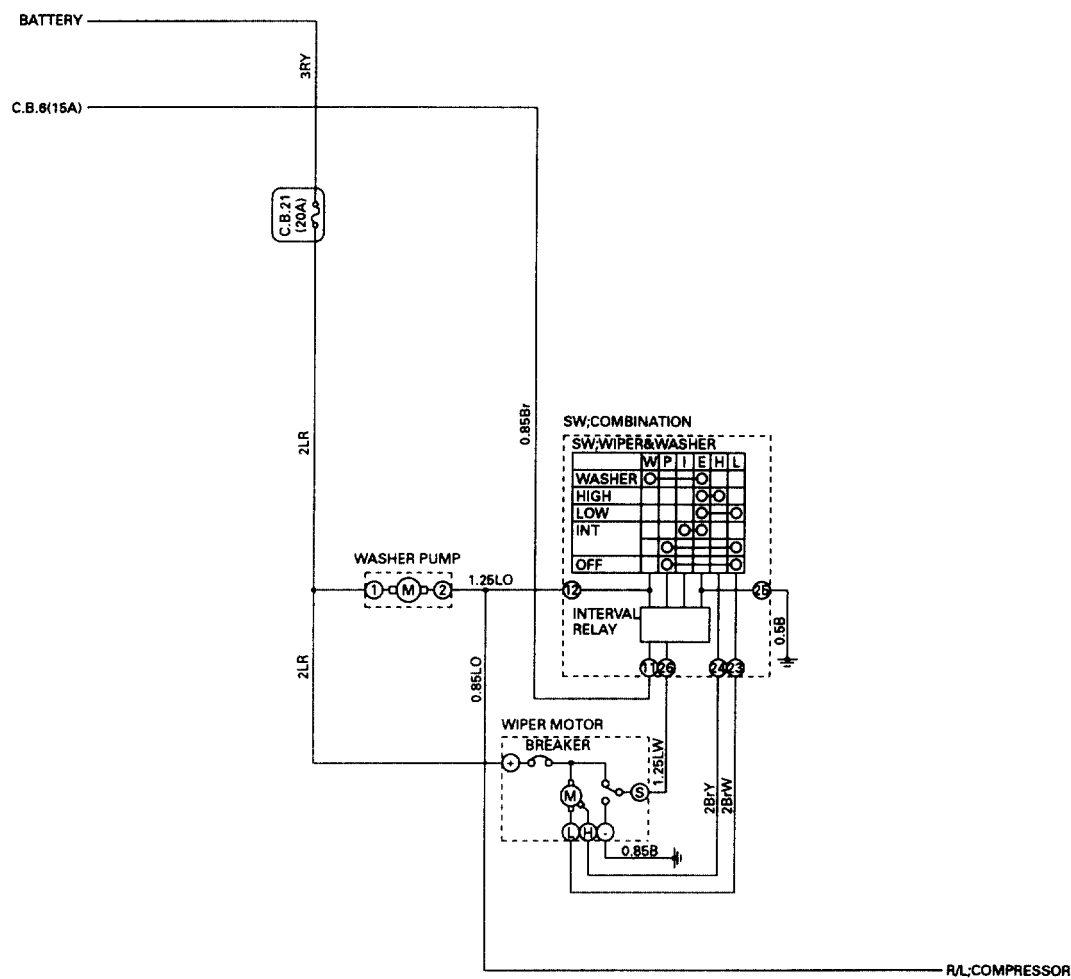 BATTERY
3RY
C.B.6(15A)
C.B.21
(20A)
0.85Br
2LR
SW;COMBINATION
SW;WIPER&WASHER
W P I E H L
WASHER
HIGH
LOW
INT
OFF
WASHER PUMP
1 M 2
1.25LO
12
25
INTERVAL
RELAY
0.5B
2LR
0.85LO
11 26 24 23
WIPER MOTOR
BREAKER
+
1.25LW
M
S
2BrY
2BrW
L H -
0.85B
R/L;COMPRESSOR